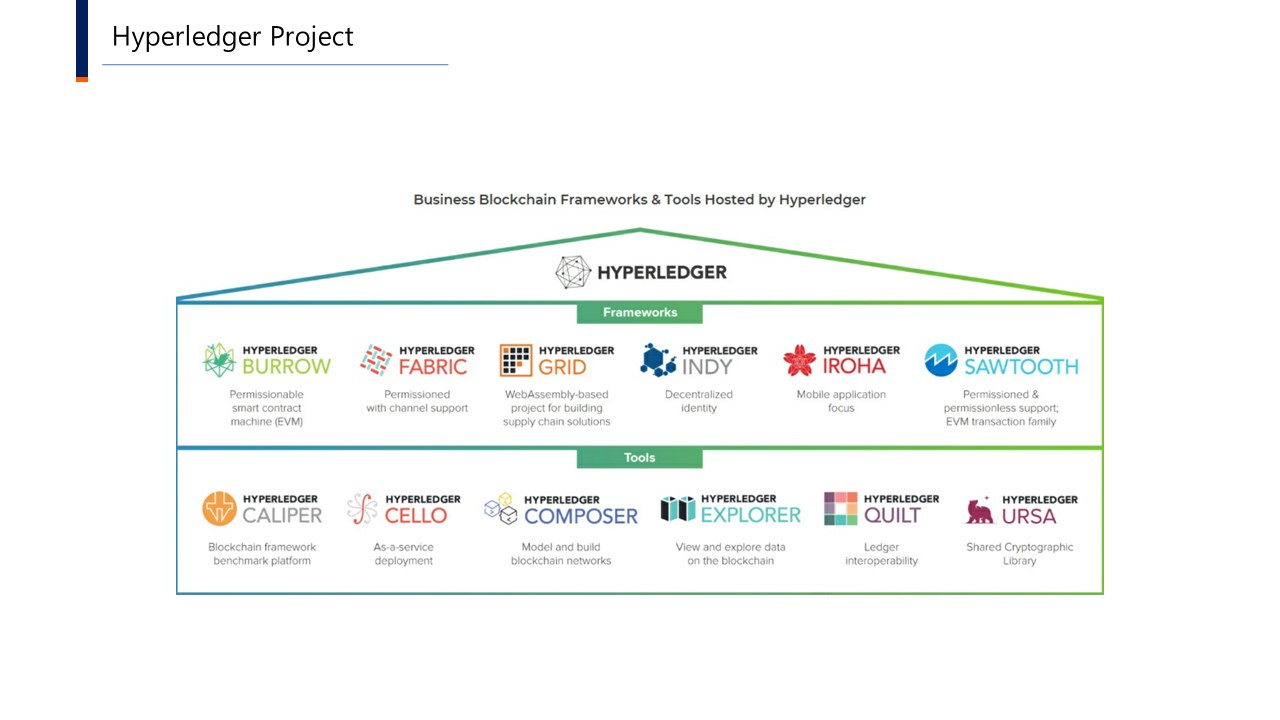 Hyperledger Project
Business Blockchain Frameworks & Tools Hosted by Hyperledger
HYPERLEDGER
Frameworks
HYPERLEDGER
BURROW
Permissionable
smart contract
machine (EVM)
HYPERLEDGER
FABRIC
Permissioned
with channel support
HYPERLEDGER
GRID
WebAssembly-based
project for building
supply chain solutions
HYPERLEDGER
INDY
Decentralized
identity
HYPERLEDGER
IROHA
Mobile application
focus
HYPERLEDGER
SAWTOOTH
Permissioned &
permissionless support;
EVM transaction family
Tools
HYPERLEDGER
CALIPER
Blockchain framework
benchmark platform
HYPERLEDGER
CELLO
As-a-service
deployment
HYPERLEDGER
COMPOSER
Model and build
blockchain networks
HYPERLEDGER
EXPLORER
View and explore data
on the blockchain
HYPERLEDGER
QUILT
Ledger
interoperability
HYPERLEDGER
URSA
Shared Cryptographic
Library